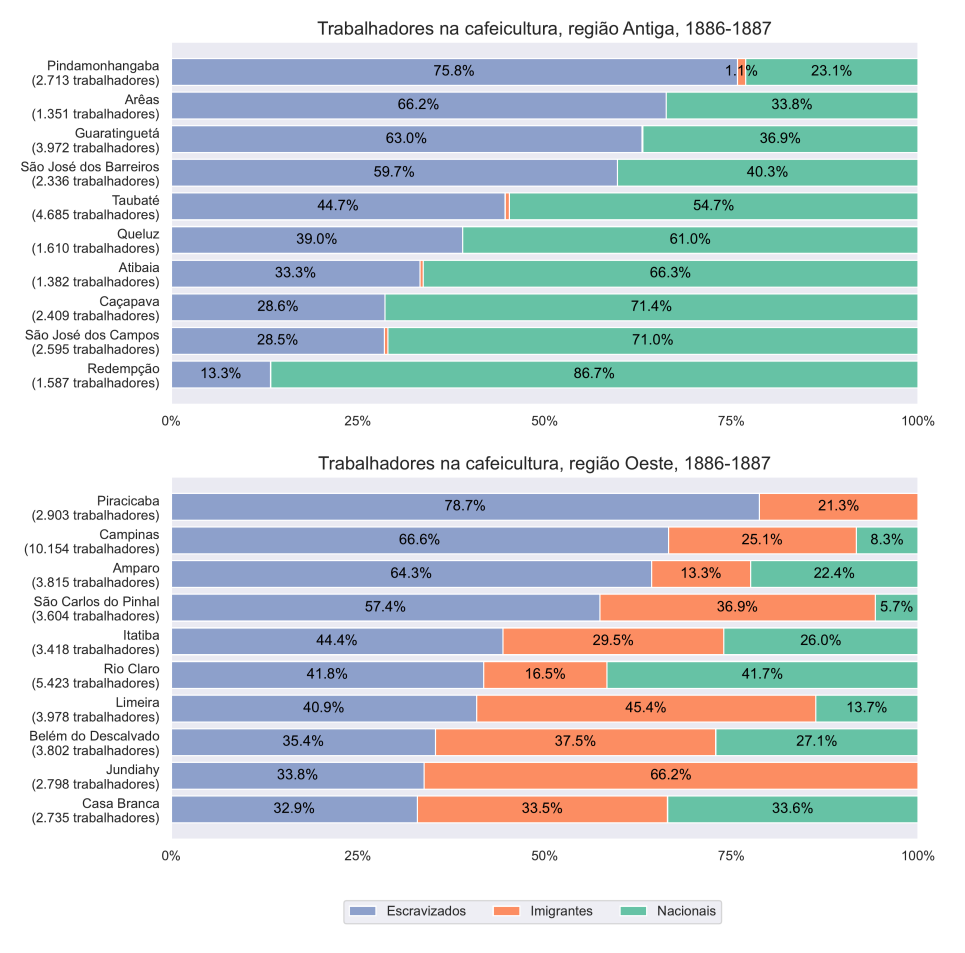 Trabalhadores na cafeicultura, região Antiga, 1886-1887
Pindamonhangaba
(2.713 trabalhadores)
75.8% 1.1% 23.1%
Arêas
(1.351 trabalhadores)
66.2% 33.8%
Guaratinguetá
(3.972 trabalhadores)
63.0% 36.9%
São José dos Barreiros
(2.336 trabalhadores)
59.7% 40.3%
Taubaté
(4.685 trabalhadores)
44.7% 54.7%
Queluz
(1.610 trabalhadores)
39.0% 61.0%
Atibaia
(1.382 trabalhadores)
33.3% 66.3%
Caçapava
(2.409 trabalhadores)
28.6% 71.4%
São José dos Campos
(2.595 trabalhadores)
28.5% 71.0%
Redempção
(1.587 trabalhadores)
13.3% 86.7%
0% 25% 50% 75% 100%
Trabalhadores na cafeicultura, região Oeste, 1886-1887
Piracicaba
(2.903 trabalhadores)
78.7% 21.3%
Campinas
(10.154 trabalhadores)
66.6% 25.1% 8.3%
Amparo
(3.815 trabalhadores)
64.3% 13.3% 22.4%
São Carlos do Pinhal
(3.604 trabalhadores)
57.4% 36.9% 5.7%
Itatiba
(3.418 trabalhadores)
44.4% 29.5% 26.0%
Rio Claro
(5.423 trabalhadores)
41.8% 16.5% 41.7%
Limeira
(3.978 trabalhadores)
40.9% 45.4% 13.7%
Belém do Descalvado
(3.802 trabalhadores)
35.4% 37.5% 27.1%
Jundiahy
(2.798 trabalhadores)
33.8% 66.2%
Casa Branca
(2.735 trabalhadores)
32.9% 33.5% 33.6%
0% 25% 50% 75% 100%
Escravizados Imigrantes Nacionais